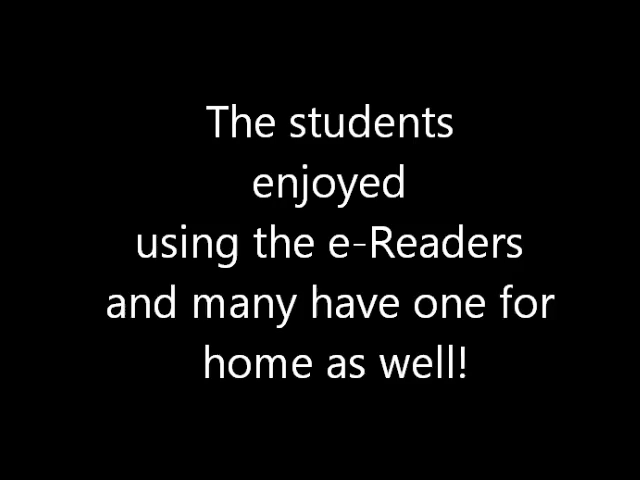 The students
enjoyed
using the e-Readers
and many have one for
home as well!